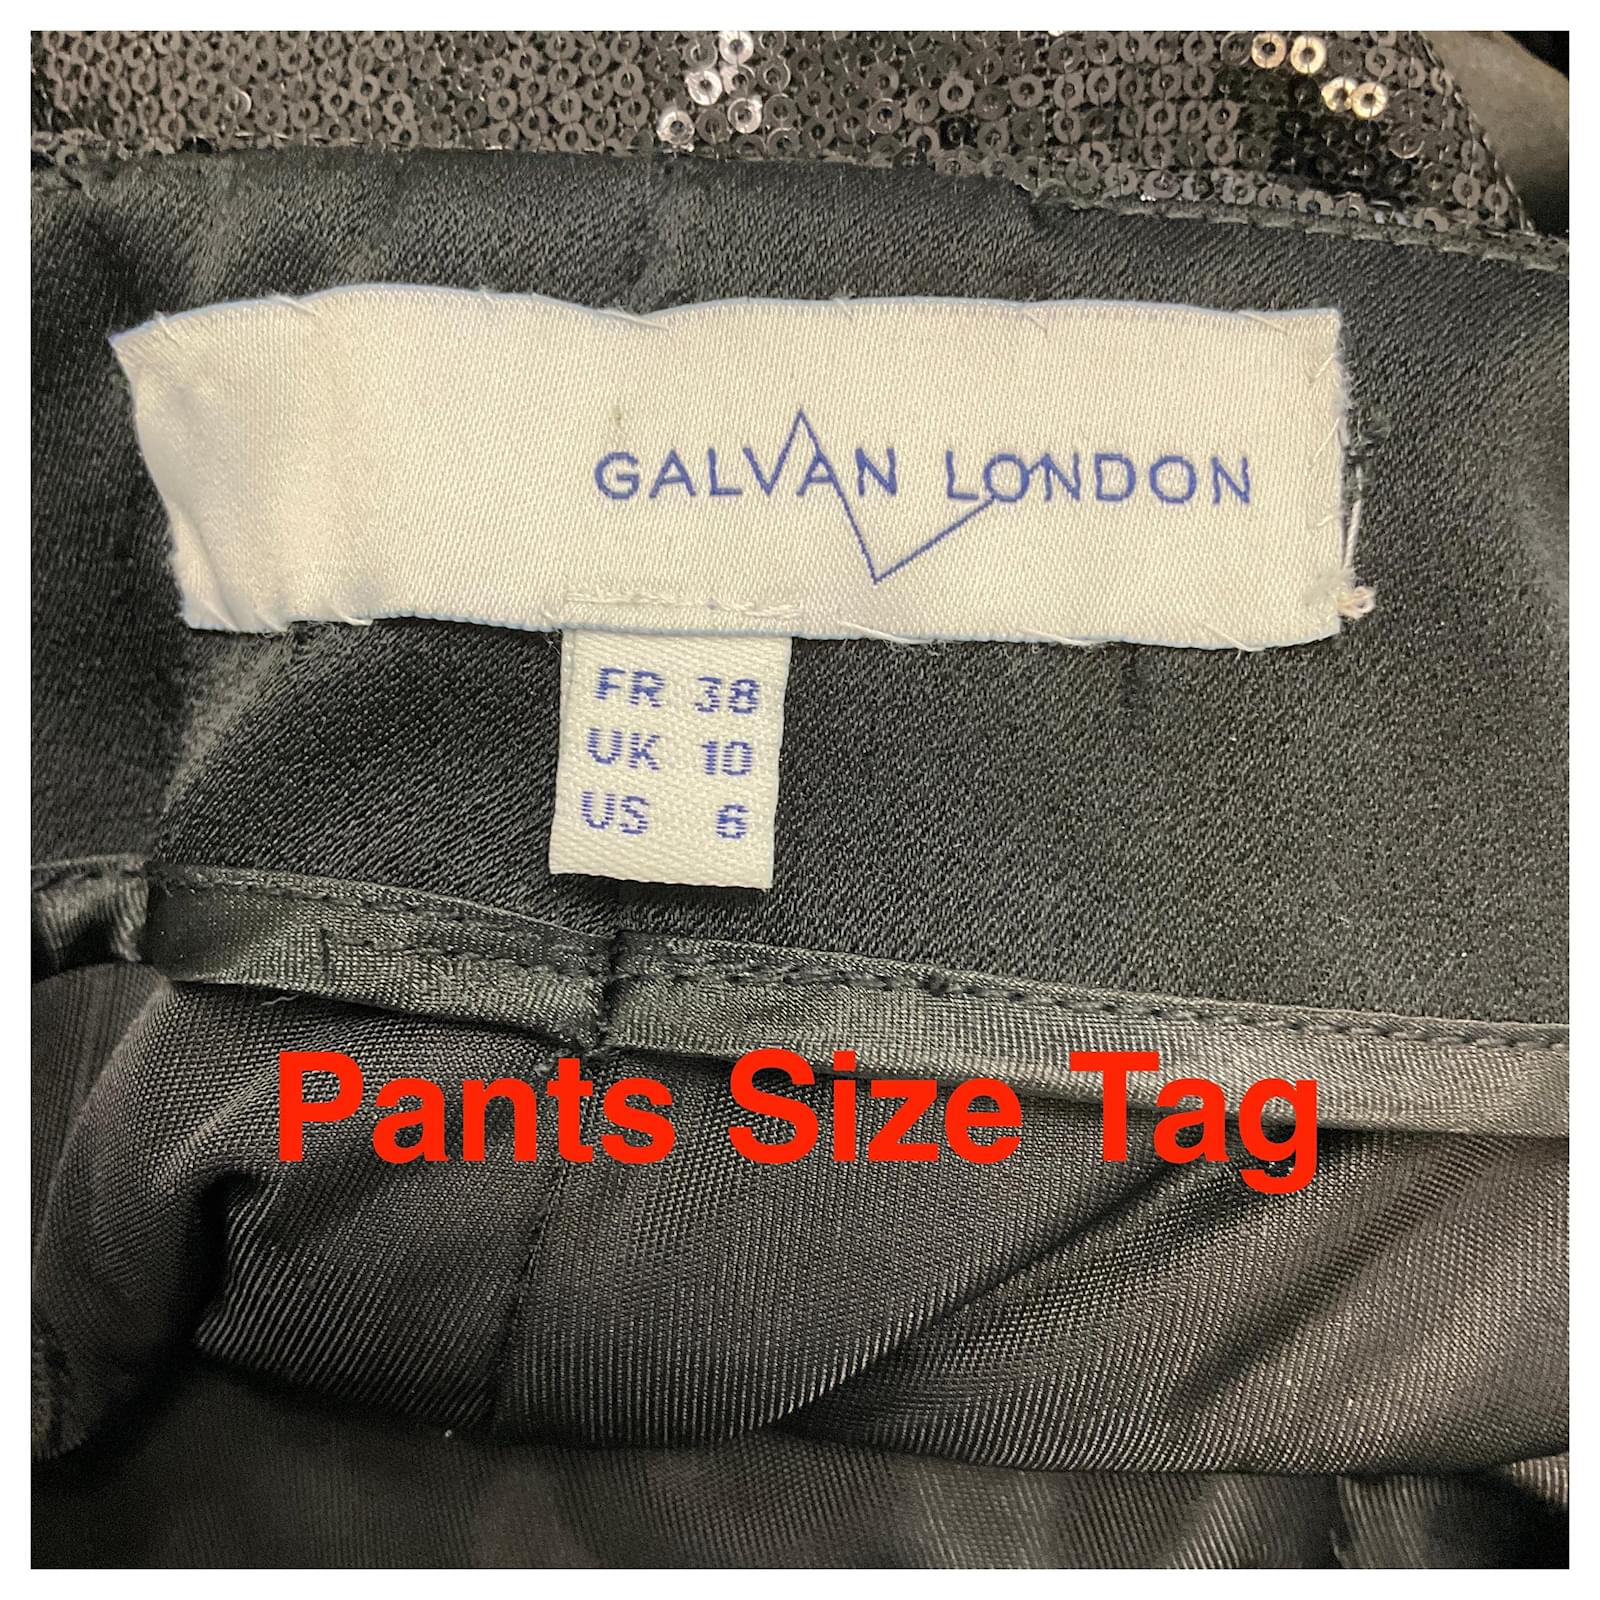 GALVAN LONDON
FR 38
UK 10
US 6
Pants Size Tag